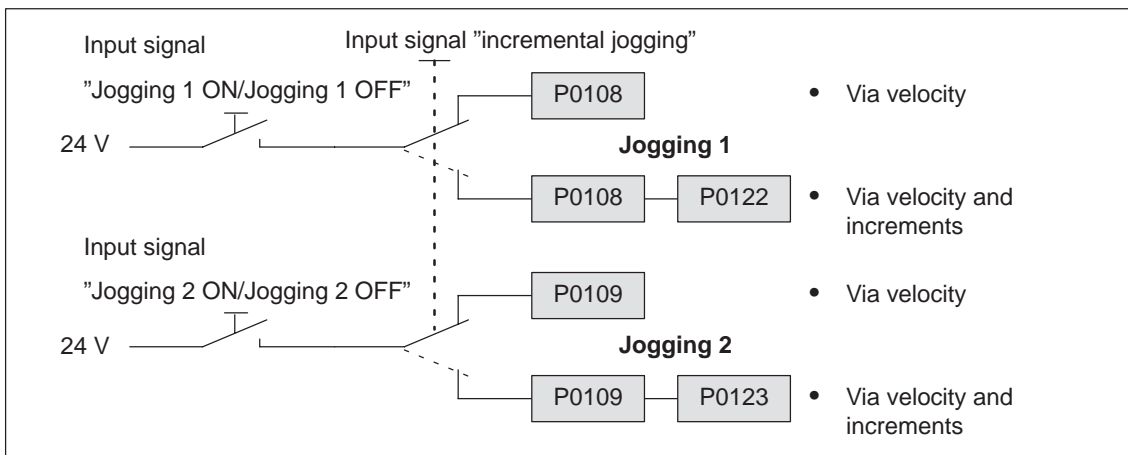 Input signal
Input signal "incremental jogging"
"Jogging 1 ON/Jogging 1 OFF"
P0108
• Via velocity
24 V
Jogging 1
P0108
P0122
• Via velocity and
increments
Input signal
"Jogging 2 ON/Jogging 2 OFF"
P0109
• Via velocity
24 V
Jogging 2
P0109
P0123
• Via velocity and
increments